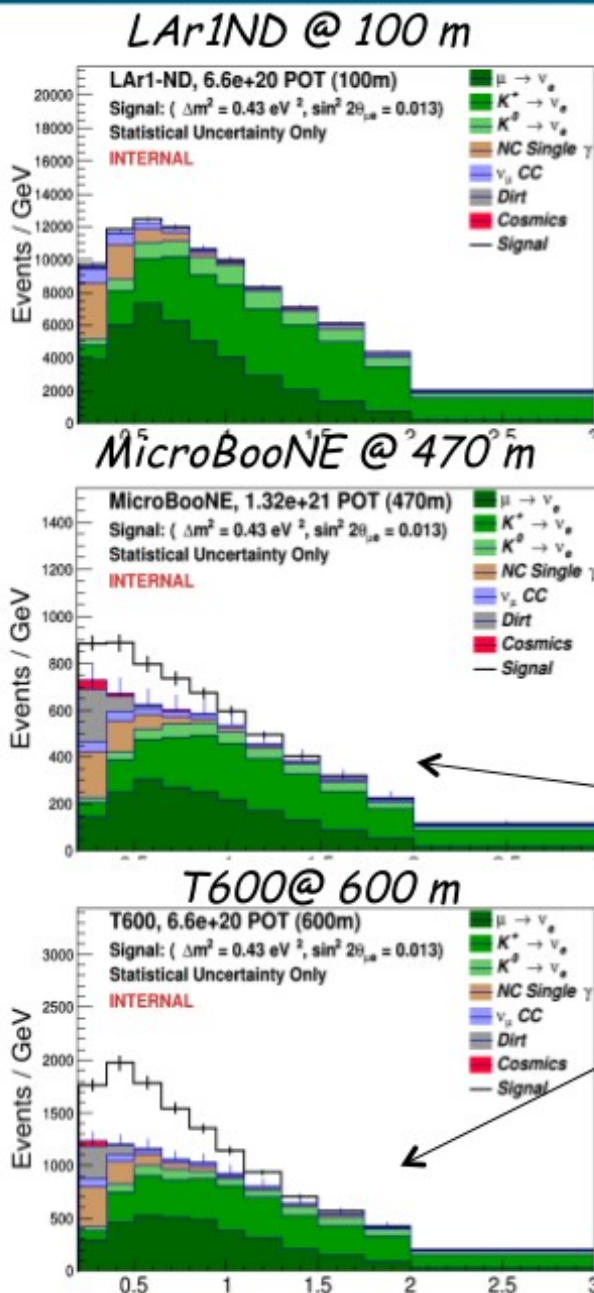 LAr1ND @ 100 m
LAr1-ND, 6.6e+20 POT (100m)
Signal: ( Δm² = 0.43 eV ², sin² 2θμe = 0.013)
Statistical Uncertainty Only
INTERNAL
μ → νe
K⁺ → νe
K⁰ → νe
NC Single γ
νμ CC
Dirt
Cosmics
Signal
Events / GeV
20000
18000
16000
14000
12000
10000
8000
6000
4000
2000
0
MicroBooNE @ 470 m
MicroBooNE, 1.32e+21 POT (470m)
Signal: ( Δm² = 0.43 eV ², sin² 2θμe = 0.013)
Statistical Uncertainty Only
INTERNAL
μ → νe
K⁺ → νe
K⁰ → νe
NC Single γ
νμ CC
Dirt
Cosmics
Signal
Events / GeV
1400
1200
1000
800
600
400
200
0
T600@ 600 m
T600, 6.6e+20 POT (600m)
Signal: ( Δm² = 0.43 eV ², sin² 2θμe = 0.013)
Statistical Uncertainty Only
INTERNAL
μ → νe
K⁺ → νe
K⁰ → νe
NC Single γ
νμ CC
Dirt
Cosmics
Signal
Events / GeV
3000
2500
2000
1500
1000
500
0
0.5 1 1.5 2 2.5 3